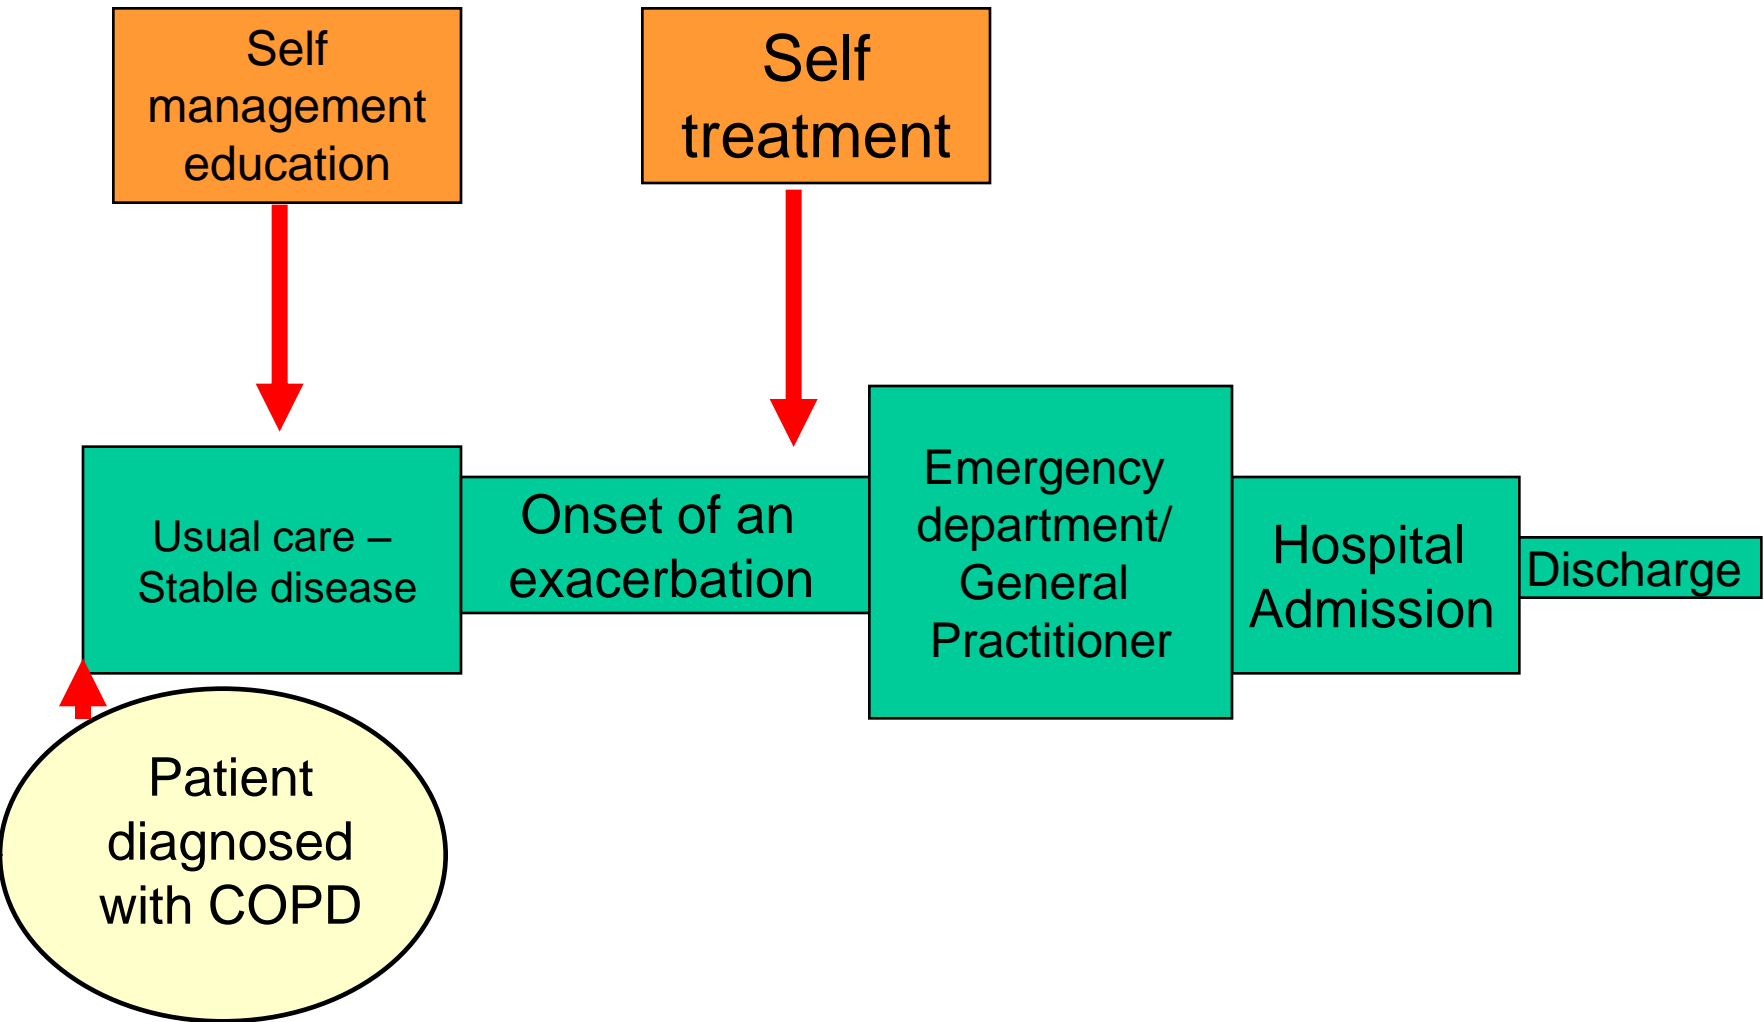 Self
management
education
Self
treatment
Usual care –
Stable disease
Onset of an
exacerbation
Emergency
department/
General
Practitioner
Hospital
Admission
Discharge
Patient
diagnosed
with COPD